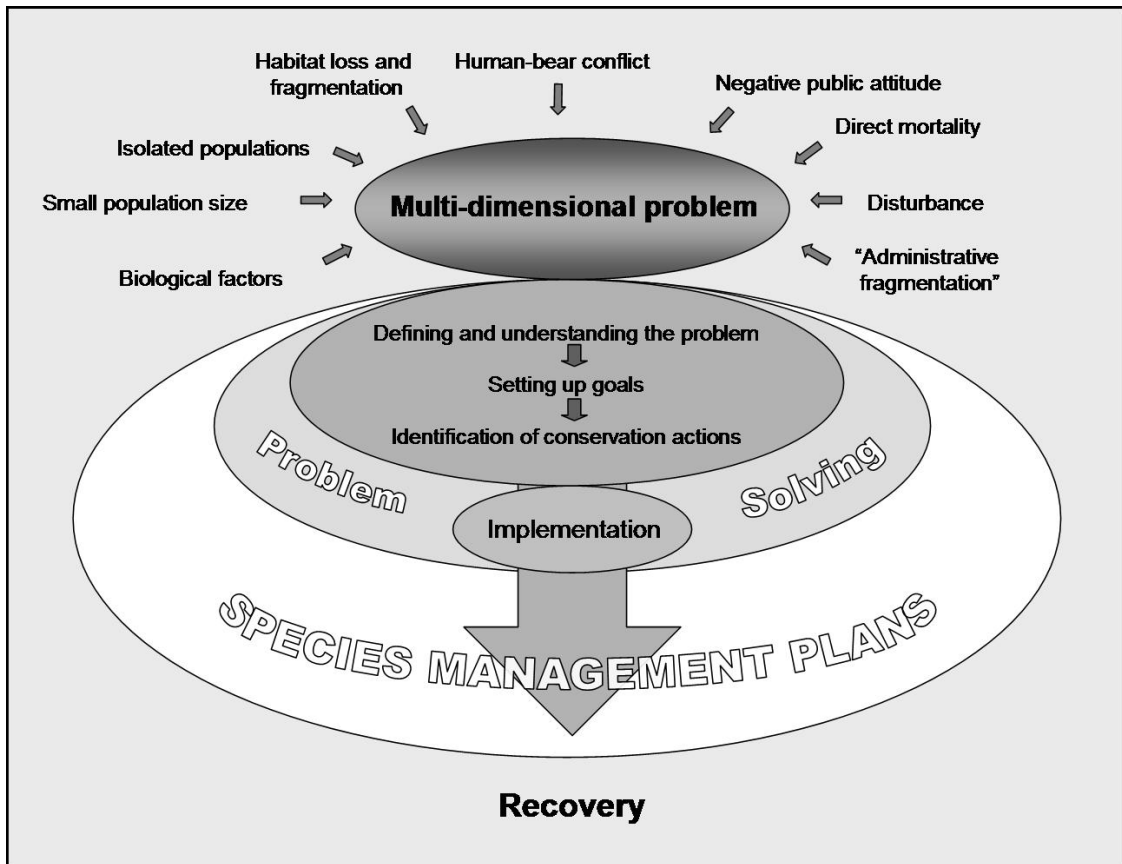 Habitat loss and
fragmentation
Human-bear conflict
Negative public attitude
Direct mortality
Isolated populations
Small population size
Disturbance
Biological factors
“Administrative
fragmentation”
Multi-dimensional problem
Defining and understanding the problem
Setting up goals
Identification of conservation actions
Problem Solving
Implementation
SPECIES MANAGEMENT PLANS
Recovery